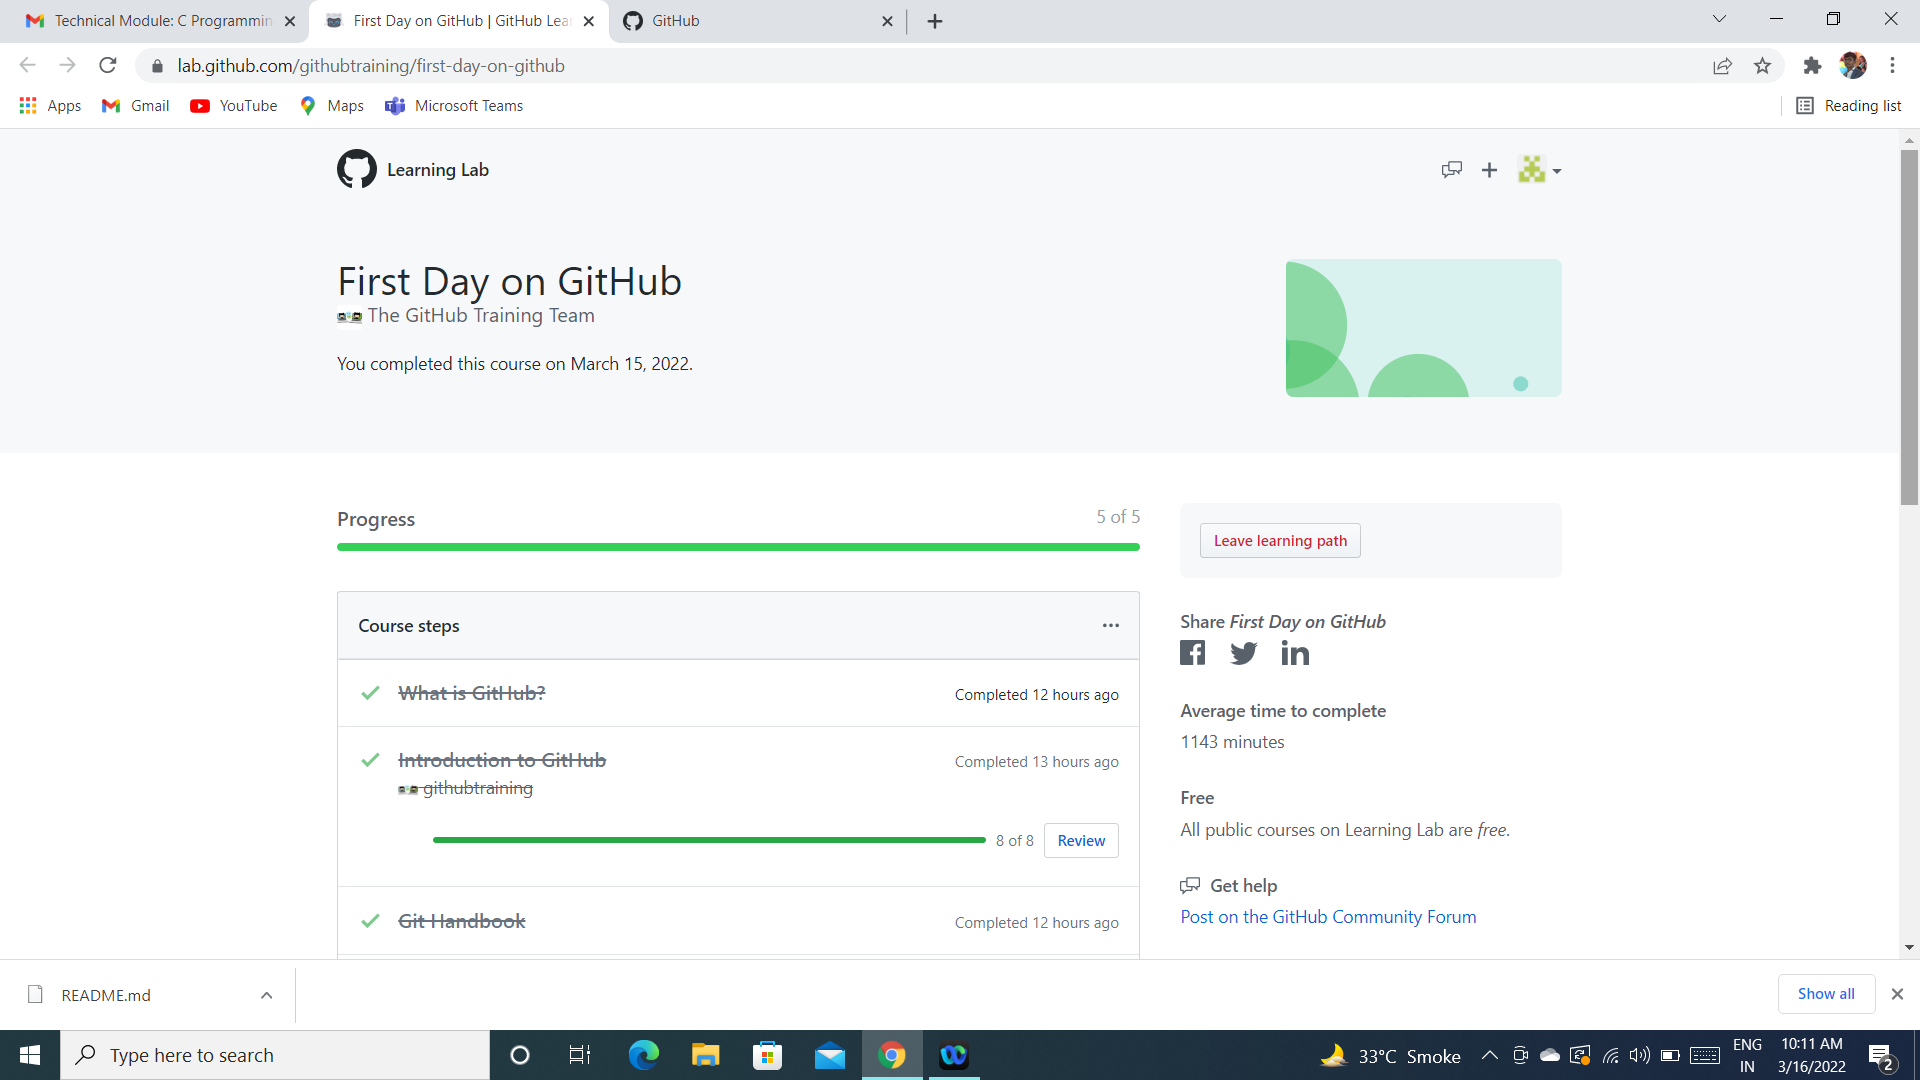 Technical Module: C Programmin
First Day on GitHub | GitHub Lea
GitHub
lab.github.com/githubtraining/first-day-on-github
Apps
Gmail
YouTube
Maps
Microsoft Teams
Reading list
Learning Lab
First Day on GitHub
The GitHub Training Team
You completed this course on March 15, 2022.
Progress
5 of 5
Leave learning path
Course steps
Share First Day on GitHub
What is GitHub?
Completed 12 hours ago
Average time to complete
1143 minutes
Introduction to GitHub
Completed 13 hours ago
githubtraining
Free
All public courses on Learning Lab are free.
8 of 8
Review
Get help
Post on the GitHub Community Forum
Git Handbook
Completed 12 hours ago
README.md
Show all
Type here to search
33°C Smoke
ENG
IN
10:11 AM
3/16/2022
2